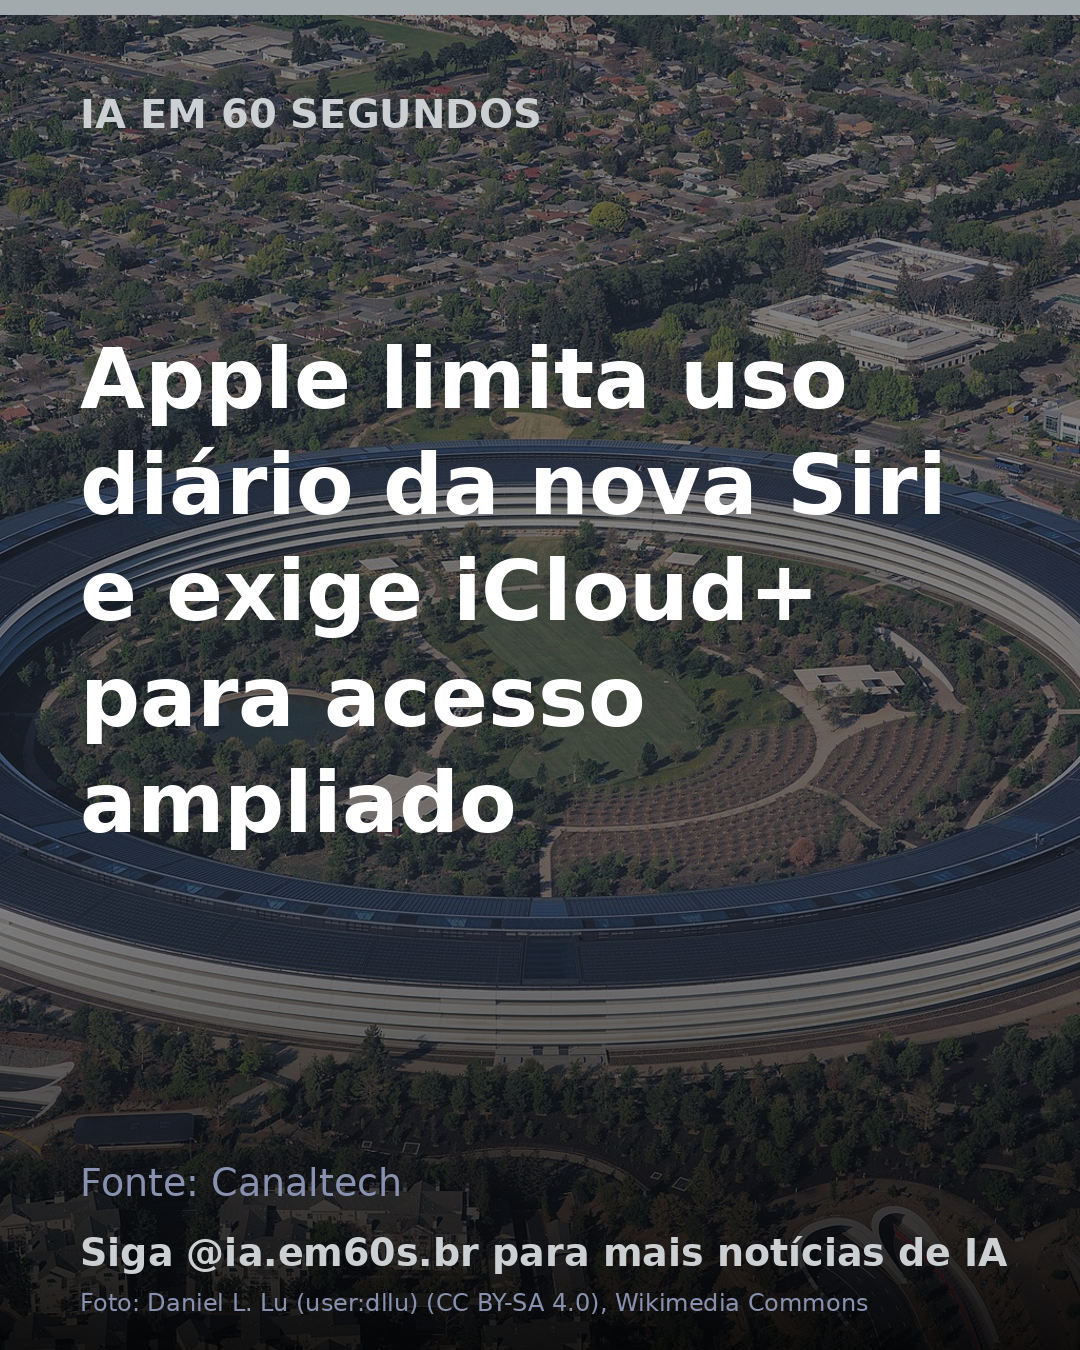 IA EM 60 SEGUNDOS
Apple limita uso
diário da nova Siri
e exige iCloud+
para acesso
ampliado
Fonte: Canaltech
Siga @ia.em60s.br para mais notícias de IA
Foto: Daniel L. Lu (user:dllu) (CC BY-SA 4.0), Wikimedia Commons